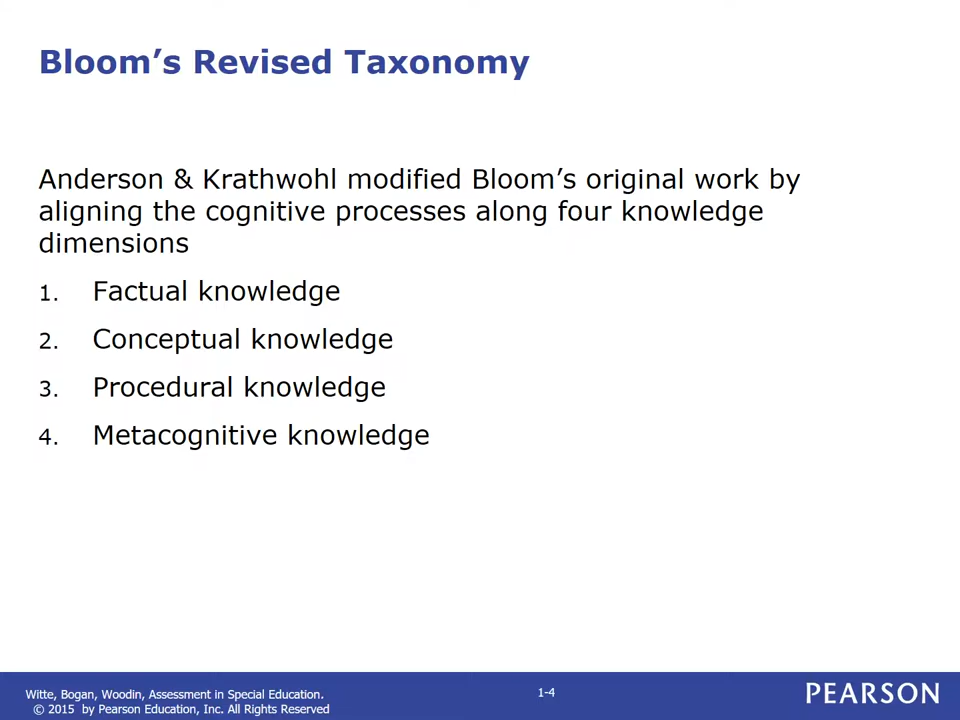 Bloom’s Revised Taxonomy
Anderson & Krathwohl modified Bloom’s original work by
aligning the cognitive processes along four knowledge
dimensions
1. Factual knowledge
2. Conceptual knowledge
3. Procedural knowledge
4. Metacognitive knowledge
Witte, Bogan, Woodin, Assessment in Special Education.
© 2015 by Pearson Education, Inc. All Rights Reserved
1-4
PEARSON